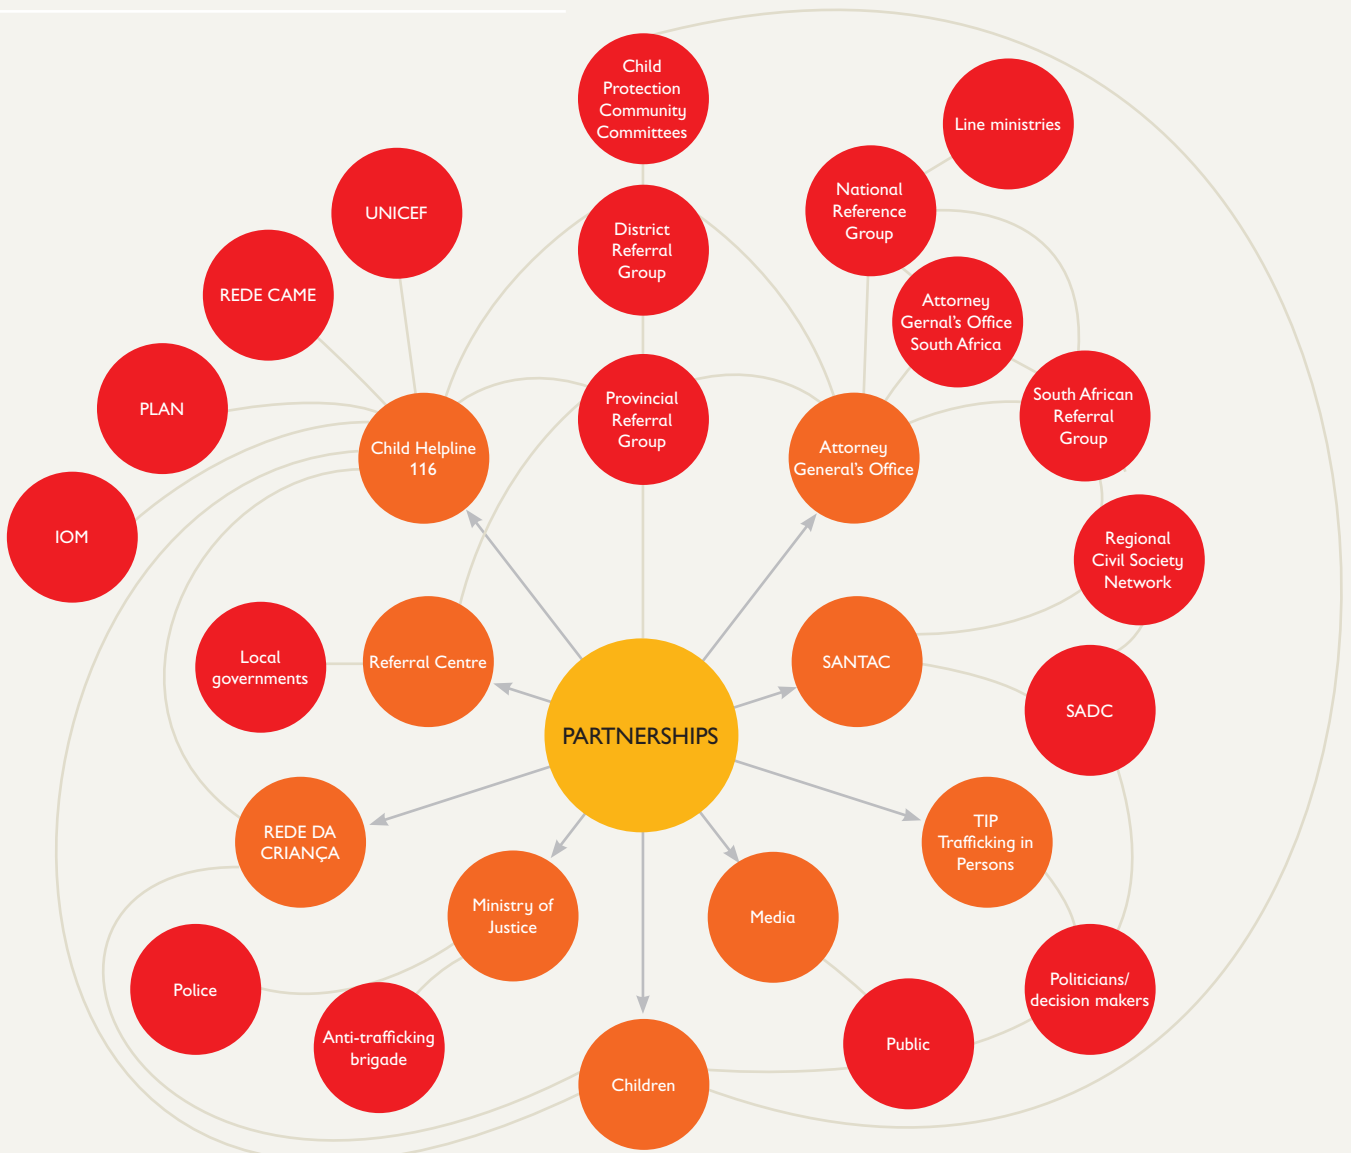 Child
Protection
Community
Committees
Line ministries
National
Reference
Group
UNICEF
District
Referral
Group
REDE CAME
Attorney
Gernal's Office
South Africa
PLAN
Provincial
Referral
Group
South African
Referral
Group
Child Helpline
116
Attorney
General's Office
IOM
Regional
Civil Society
Network
Local
governments
Referral Centre
SANTAC
SADC
PARTNERSHIPS
REDE DA
CRIANÇA
TIP
Trafficking in
Persons
Ministry of
Justice
Media
Police
Politicians/
decision makers
Anti-trafficking
brigade
Public
Children